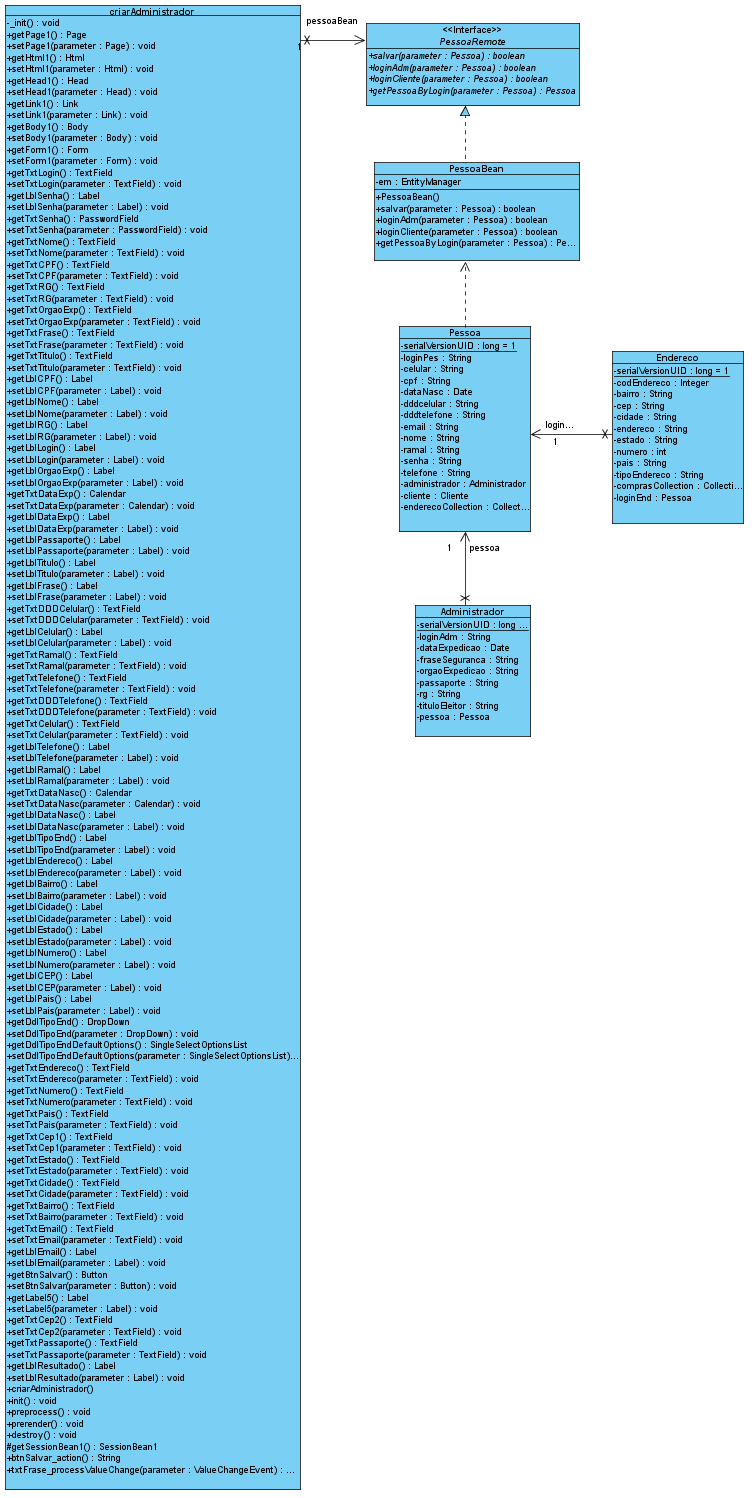 criarAdministrador
-_init() : void
+getPage1() : Page
+setPage1(parameter : Page) : void
+getHtml1() : Html
+setHtml1(parameter : Html) : void
+getHead1() : Head
+setHead1(parameter : Head) : void
+getLink1() : Link
+setLink1(parameter : Link) : void
+getBody1() : Body
+setBody1(parameter : Body) : void
+getForm1() : Form
+setForm1(parameter : Form) : void
+getTxtLogin() : TextField
+setTxtLogin(parameter : TextField) : void
+getLblSenha() : Label
+setLblSenha(parameter : Label) : void
+getTxtSenha() : PasswordField
+setTxtSenha(parameter : PasswordField) : void
+getTxtNome() : TextField
+setTxtNome(parameter : TextField) : void
+getTxtCPF() : TextField
+setTxtCPF(parameter : TextField) : void
+getTxtRG() : TextField
+setTxtRG(parameter : TextField) : void
+getTxtOrgaoExp() : TextField
+setTxtOrgaoExp(parameter : TextField) : void
+getTxtFrase() : TextField
+setTxtFrase(parameter : TextField) : void
+getTxtTitulo() : TextField
+setTxtTitulo(parameter : TextField) : void
+getLblCPF() : Label
+setLblCPF(parameter : Label) : void
+getLblNome() : Label
+setLblNome(parameter : Label) : void
+getLblRG() : Label
+setLblRG(parameter : Label) : void
+getLblLogin() : Label
+setLblLogin(parameter : Label) : void
+getLblOrgaoExp() : Label
+setLblOrgaoExp(parameter : Label) : void
+getTxtDataExp() : Calendar
+setTxtDataExp(parameter : Calendar) : void
+getLblDataExp() : Label
+setLblDataExp(parameter : Label) : void
+getLblPassaporte() : Label
+setLblPassaporte(parameter : Label) : void
+getLblTitulo() : Label
+setLblTitulo(parameter : Label) : void
+getLblFrase() : Label
+setLblFrase(parameter : Label) : void
+getTxtDDDCelular() : TextField
+setTxtDDDCelular(parameter : TextField) : void
+getLblCelular() : Label
+setLblCelular(parameter : Label) : void
+getTxtRamal() : TextField
+setTxtRamal(parameter : TextField) : void
+getTxtTelefone() : TextField
+setTxtTelefone(parameter : TextField) : void
+getTxtDDDTelefone() : TextField
+setTxtDDDTelefone(parameter : TextField) : void
+getTxtCelular() : TextField
+setTxtCelular(parameter : TextField) : void
+getLblTelefone() : Label
+setLblTelefone(parameter : Label) : void
+getLblRamal() : Label
+setLblRamal(parameter : Label) : void
+getTxtDataNasc() : Calendar
+setTxtDataNasc(parameter : Calendar) : void
+getLblDataNasc() : Label
+setLblDataNasc(parameter : Label) : void
+getLblTipoEnd() : Label
+setLblTipoEnd(parameter : Label) : void
+getLblEndereco() : Label
+setLblEndereco(parameter : Label) : void
+getLblBairro() : Label
+setLblBairro(parameter : Label) : void
+getLblCidade() : Label
+setLblCidade(parameter : Label) : void
+getLblEstado() : Label
+setLblEstado(parameter : Label) : void
+getLblNumero() : Label
+setLblNumero(parameter : Label) : void
+getLblCEP() : Label
+setLblCEP(parameter : Label) : void
+getLblPais() : Label
+setLblPais(parameter : Label) : void
+getDdlTipoEnd() : DropDown
+setDdlTipoEnd(parameter : DropDown) : void
+getDdlTipoEndDefaultOptions() : SingleSelectOptionsList
+setDdlTipoEndDefaultOptions(parameter : SingleSelectOptionsList)...
+getTxtEndereco() : TextField
+setTxtEndereco(parameter : TextField) : void
+getTxtNumero() : TextField
+setTxtNumero(parameter : TextField) : void
+getTxtPais() : TextField
+setTxtPais(parameter : TextField) : void
+getTxtCep1() : TextField
+setTxtCep1(parameter : TextField) : void
+getTxtEstado() : TextField
+setTxtEstado(parameter : TextField) : void
+getTxtCidade() : TextField
+setTxtCidade(parameter : TextField) : void
+getTxtBairro() : TextField
+setTxtBairro(parameter : TextField) : void
+getTxtEmail() : TextField
+setTxtEmail(parameter : TextField) : void
+getLblEmail() : Label
+setLblEmail(parameter : Label) : void
+getBtnSalvar() : Button
+setBtnSalvar(parameter : Button) : void
+getLabel5() : Label
+setLabel5(parameter : Label) : void
+getTxtCep2() : TextField
+setTxtCep2(parameter : TextField) : void
+getTxtPassaporte() : TextField
+setTxtPassaporte(parameter : TextField) : void
+getLblResultado() : Label
+setLblResultado(parameter : Label) : void
+criarAdministrador()
+init() : void
+preprocess() : void
+prerender() : void
+destroy() : void
#getSessionBean1() : SessionBean1
+btnSalvar_action() : String
+txtFrase_processValueChange(parameter : ValueChangeEvent) : ...
pessoaBean
1
<<Interface>>
PessoaRemote
+salvar(parameter : Pessoa) : boolean
+loginAdm(parameter : Pessoa) : boolean
+loginCliente(parameter : Pessoa) : boolean
+getPessoaByLogin(parameter : Pessoa) : Pessoa
PessoaBean
-em : EntityManager
+PessoaBean()
+salvar(parameter : Pessoa) : boolean
+loginAdm(parameter : Pessoa) : boolean
+loginCliente(parameter : Pessoa) : boolean
+getPessoaByLogin(parameter : Pessoa) : Pe...
Pessoa
-serialVersionUID : long = 1
-loginPes : String
-celular : String
-cpf : String
-dataNasc : Date
-dddcelular : String
-dddtelefone : String
-email : String
-nome : String
-ramal : String
-senha : String
-telefone : String
-administrador : Administrador
-cliente : Cliente
-enderecoCollection : Collect...
login...
1
Endereco
-serialVersionUID : long = 1
-codEndereco : Integer
-bairro : String
-cep : String
-cidade : String
-endereco : String
-estado : String
-numero : int
-pais : String
-tipoEndereco : String
-comprasCollection : Collecti...
-loginEnd : Pessoa
1
pessoa
Administrador
-serialVersionUID : long ...
-loginAdm : String
-dataExpedicao : Date
-fraseSeguranca : String
-orgaoExpedicao : String
-passaporte : String
-rg : String
-tituloEleitor : String
-pessoa : Pessoa